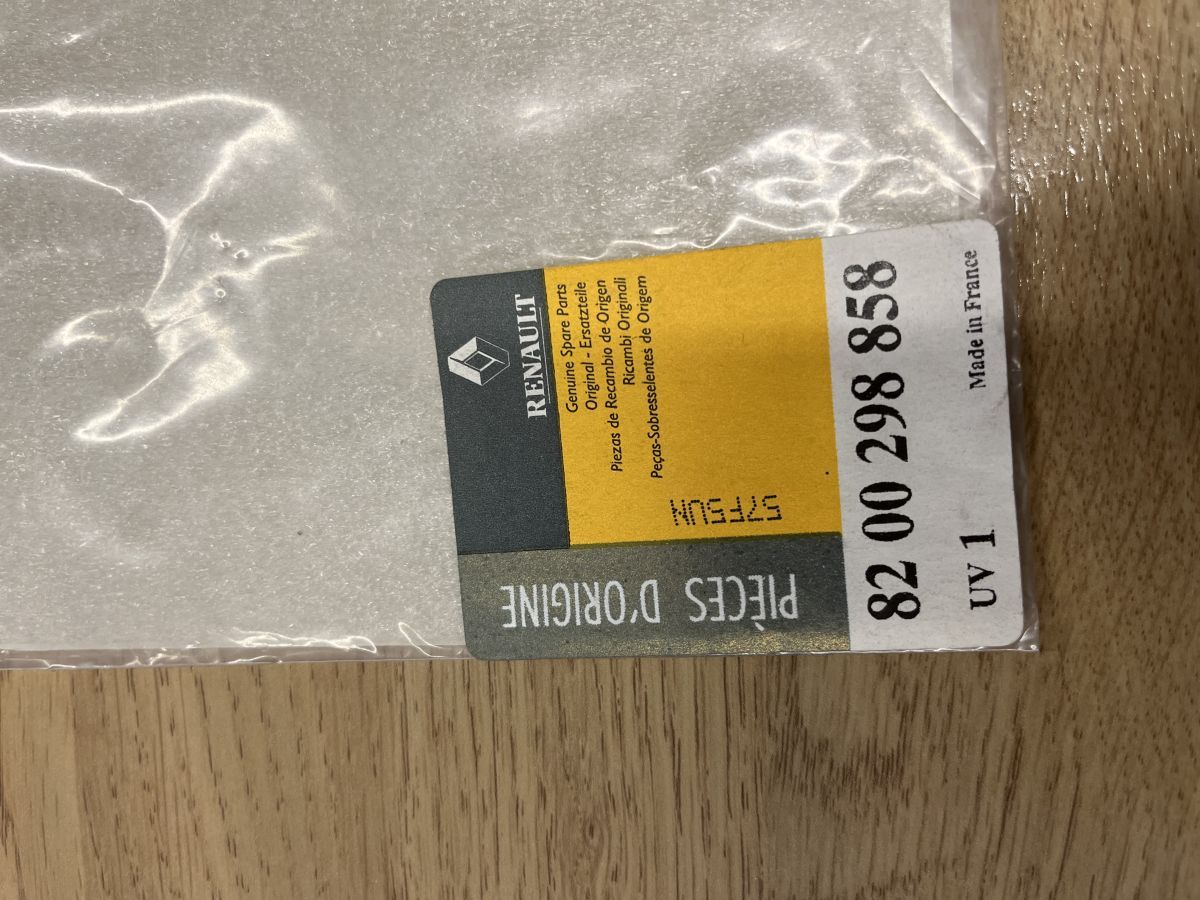 RENAULT
Genuine Spare Parts
Original - Ersatzteile
Piezas de Recambio de Origen
Ricambi Originali
Peças-Sobresselentes de Origem
57F5UN
PIÈCES D'ORIGINE
82 00 298 858
UV 1
Made in France